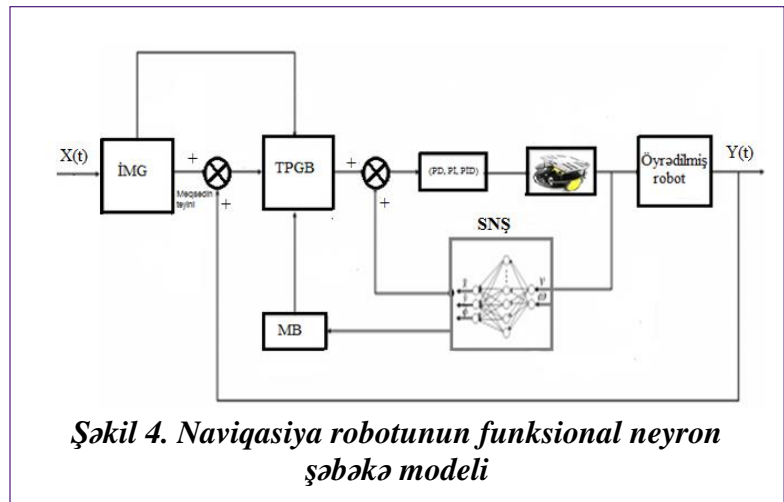 X(t)
İMG
+
Məqsədin
təyini
+
TPGB
+
+
(PD, PI, PID)
Öyrədilmiş
robot
Y(t)
SNŞ
V
ω
MB
Şəkil 4. Naviqasiya robotunun funksional neyron
şəbəkə modeli